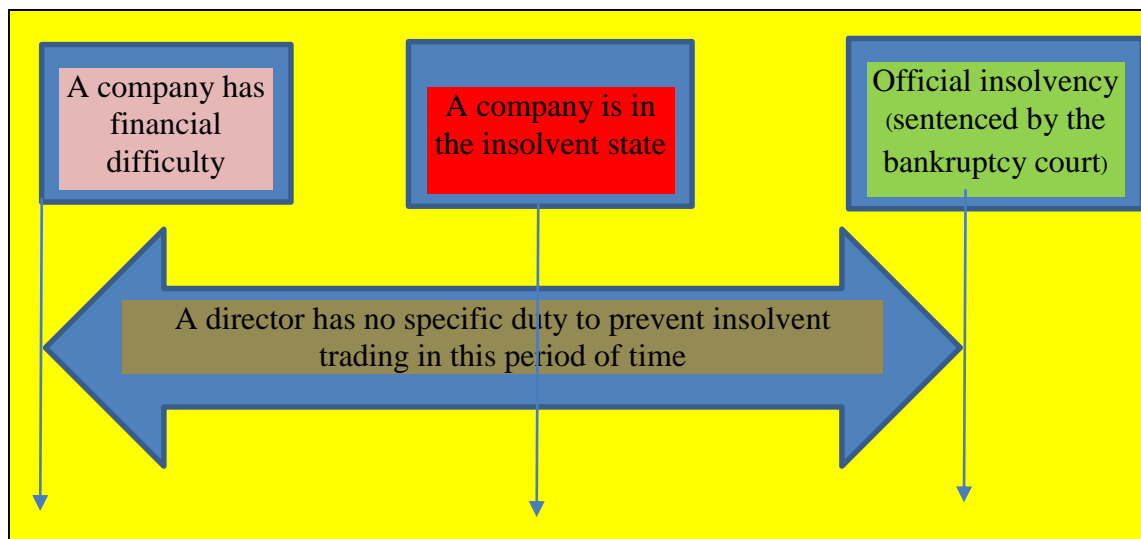 A company has
financial
difficulty
A company is in
the insolvent state
Official insolvency
(sentenced by the
bankruptcy court)
A director has no specific duty to prevent insolvent
trading in this period of time